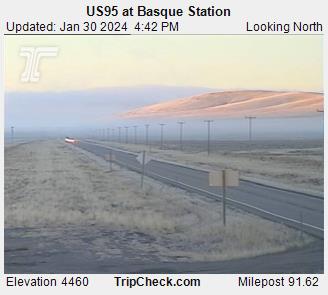 US95 at Basque Station
Updated: Jan 30 2024 4:42 PM Looking North
Elevation 4460 TripCheck.com Milepost 91.62